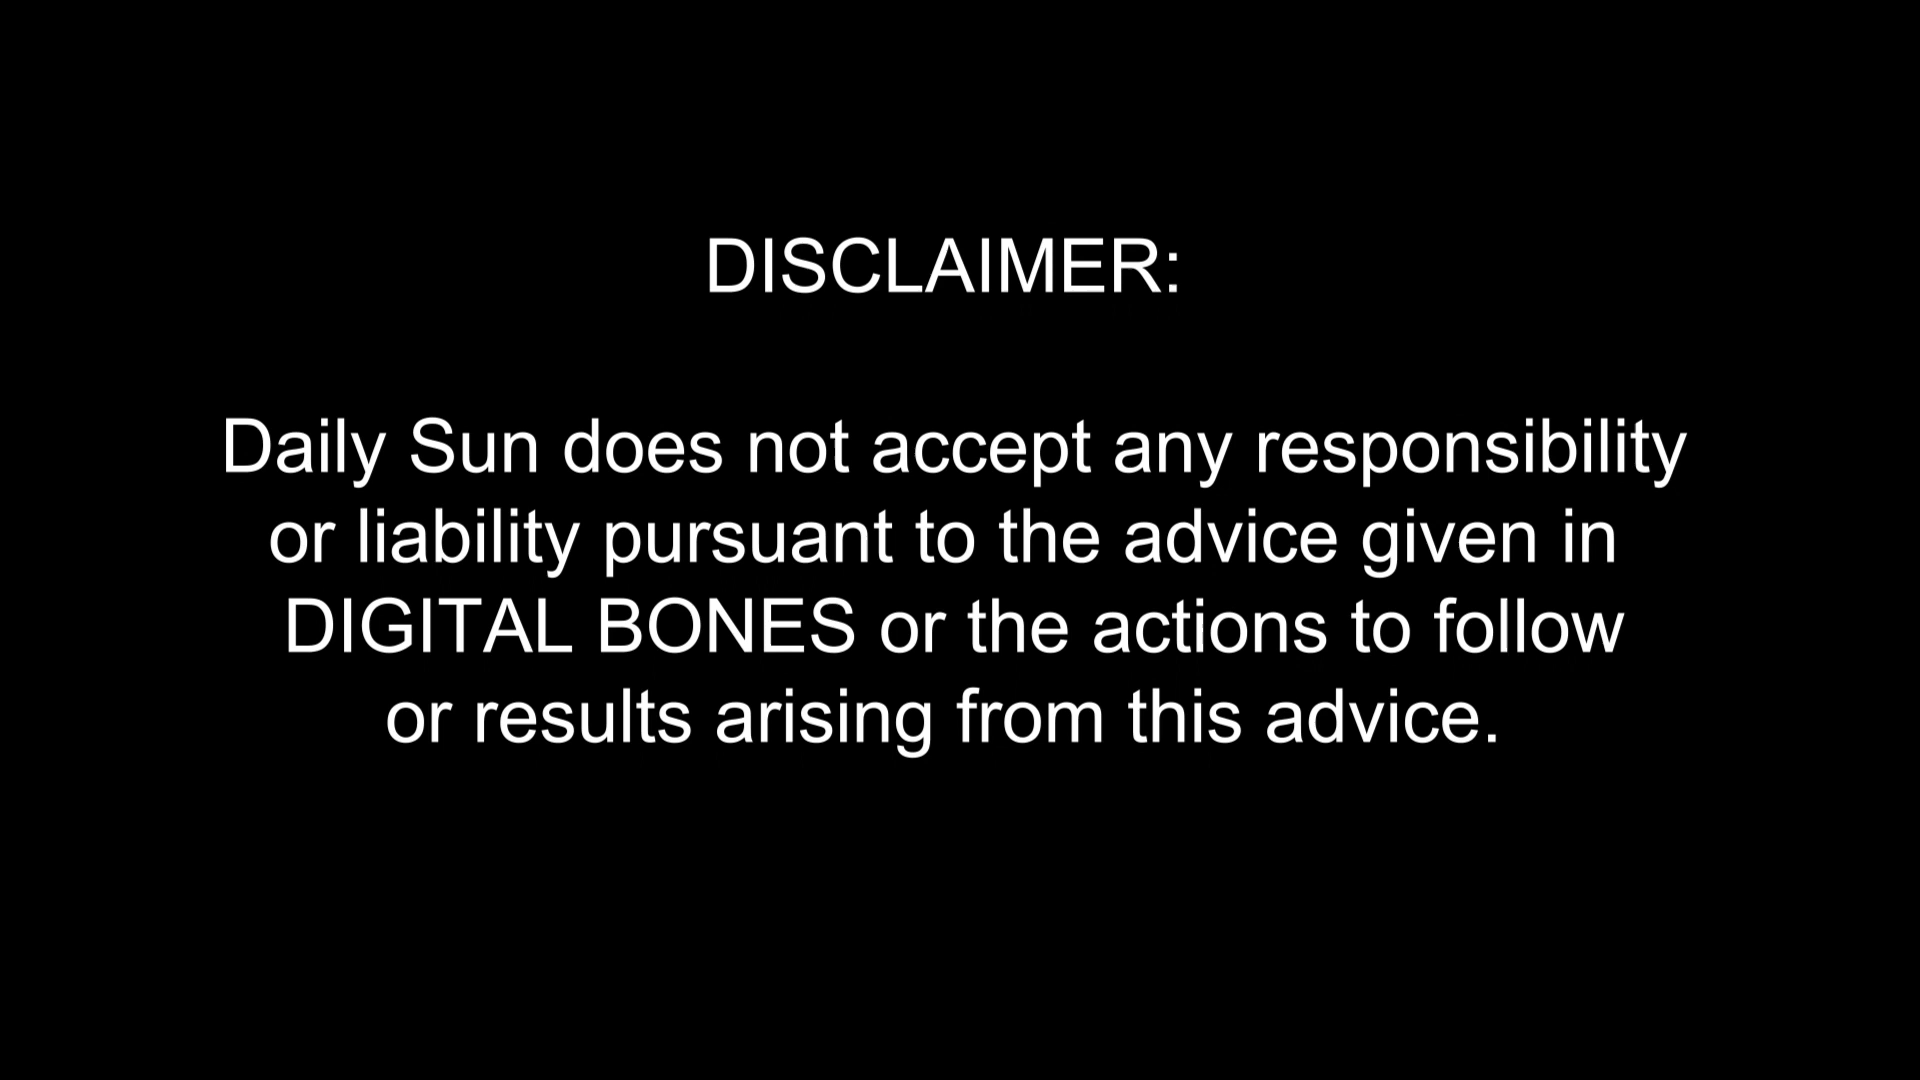 DISCLAIMER:
Daily Sun does not accept any responsibility
or liability pursuant to the advice given in
DIGITAL BONES or the actions to follow
or results arising from this advice.